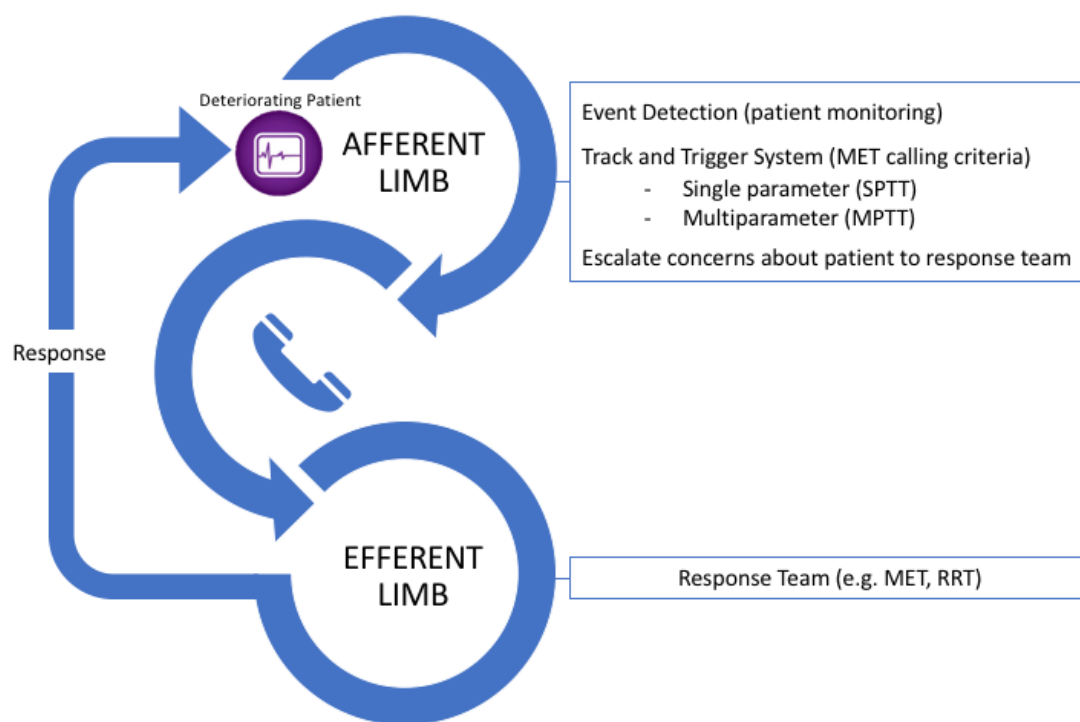 Deteriorating Patient
AFFERENT
LIMB
Event Detection (patient monitoring)
Track and Trigger System (MET calling criteria)
- Single parameter (SPTT)
- Multiparameter (MPTT)
Escalate concerns about patient to response team
Response
EFFERENT
LIMB
Response Team (e.g. MET, RRT)